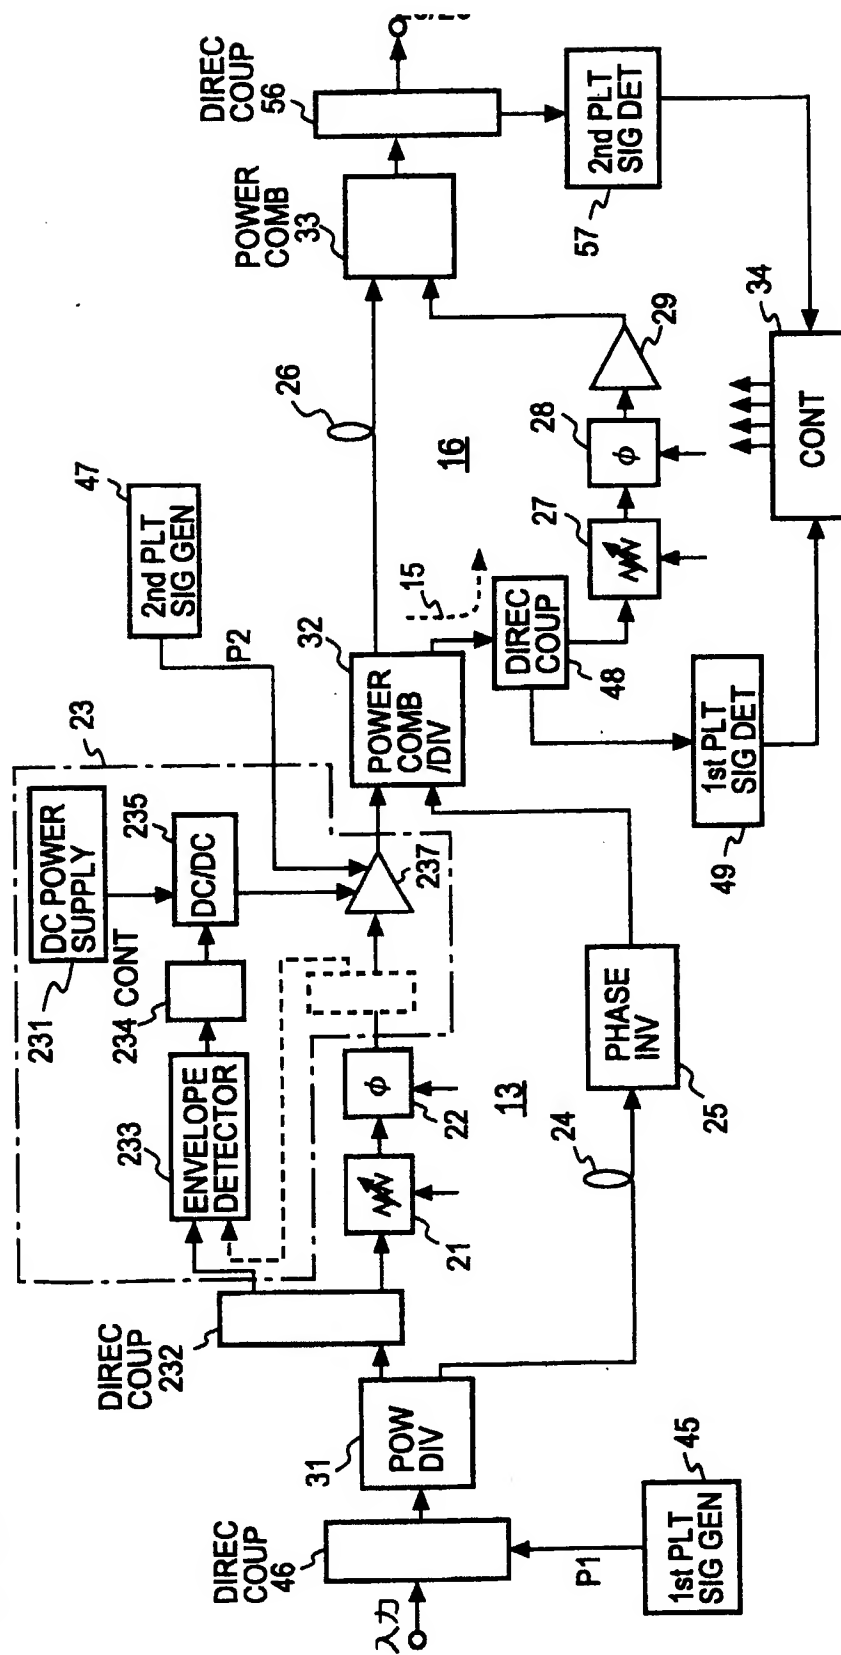 入力
DIREC
COUP
46
P1
1st PLT
SIG GEN
45
31
POW
DIV
DIREC
COUP
232
233
ENVELOPE
DETECTOR
234 CONT
231
DC POWER
SUPPLY
235
DC/DC
23
21
22
ϕ
13
237
24
25
PHASE
INV
47
2nd PLT
SIG GEN
P2
32
POWER
COMB
/DIV
15
DIREC
COUP
48
49
1st PLT
SIG DET
26
16
27
28
ϕ
29
34
CONT
POWER
COMB
33
DIREC
COUP
56
57
2nd PLT
SIG DET